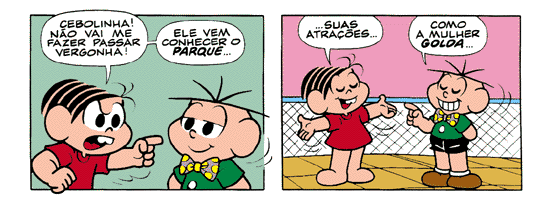 CEBOLINHA!
NÃO VAI ME
FAZER PASSAR
VERGONHA!
ELE VEM
CONHECER O
PARQUE...
...SUAS
ATRAÇÕES...
COMO
A MULHER
GOLDA...